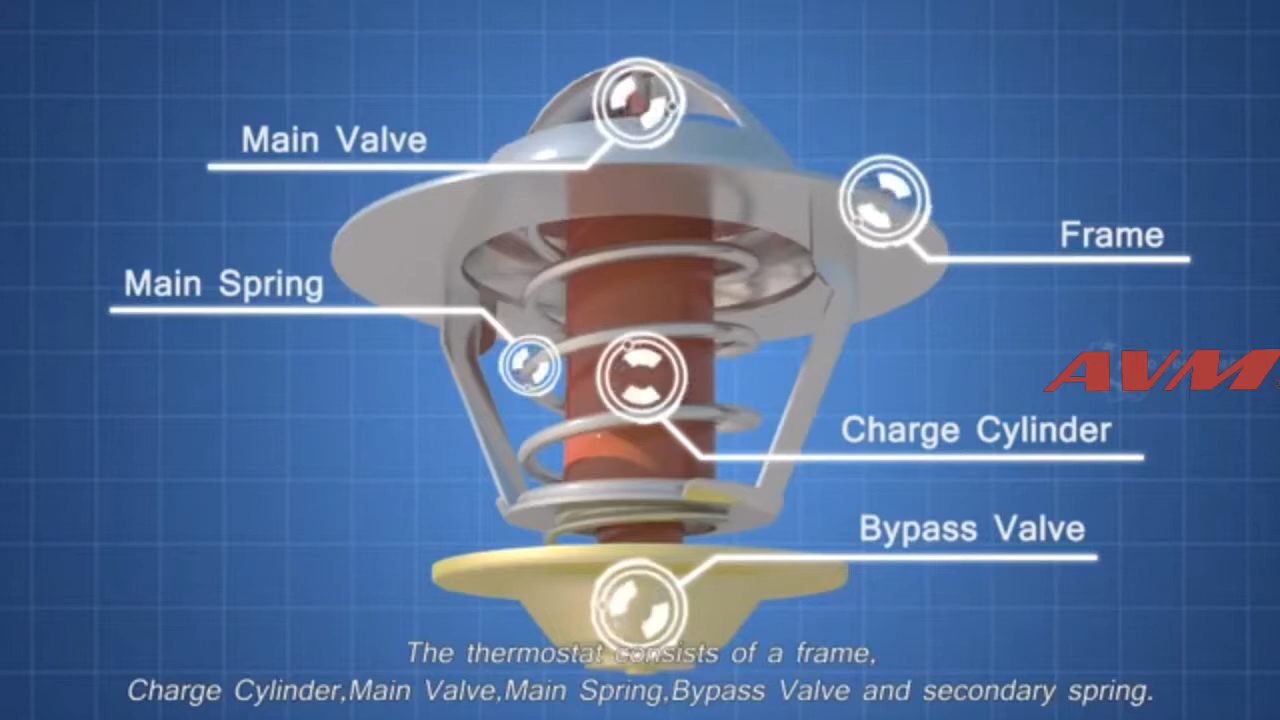 Main Valve
Frame
Main Spring
AVM
Charge Cylinder
Bypass Valve
The thermostat consists of a frame,
Charge Cylinder,Main Valve,Main Spring,Bypass Valve and secondary spring.